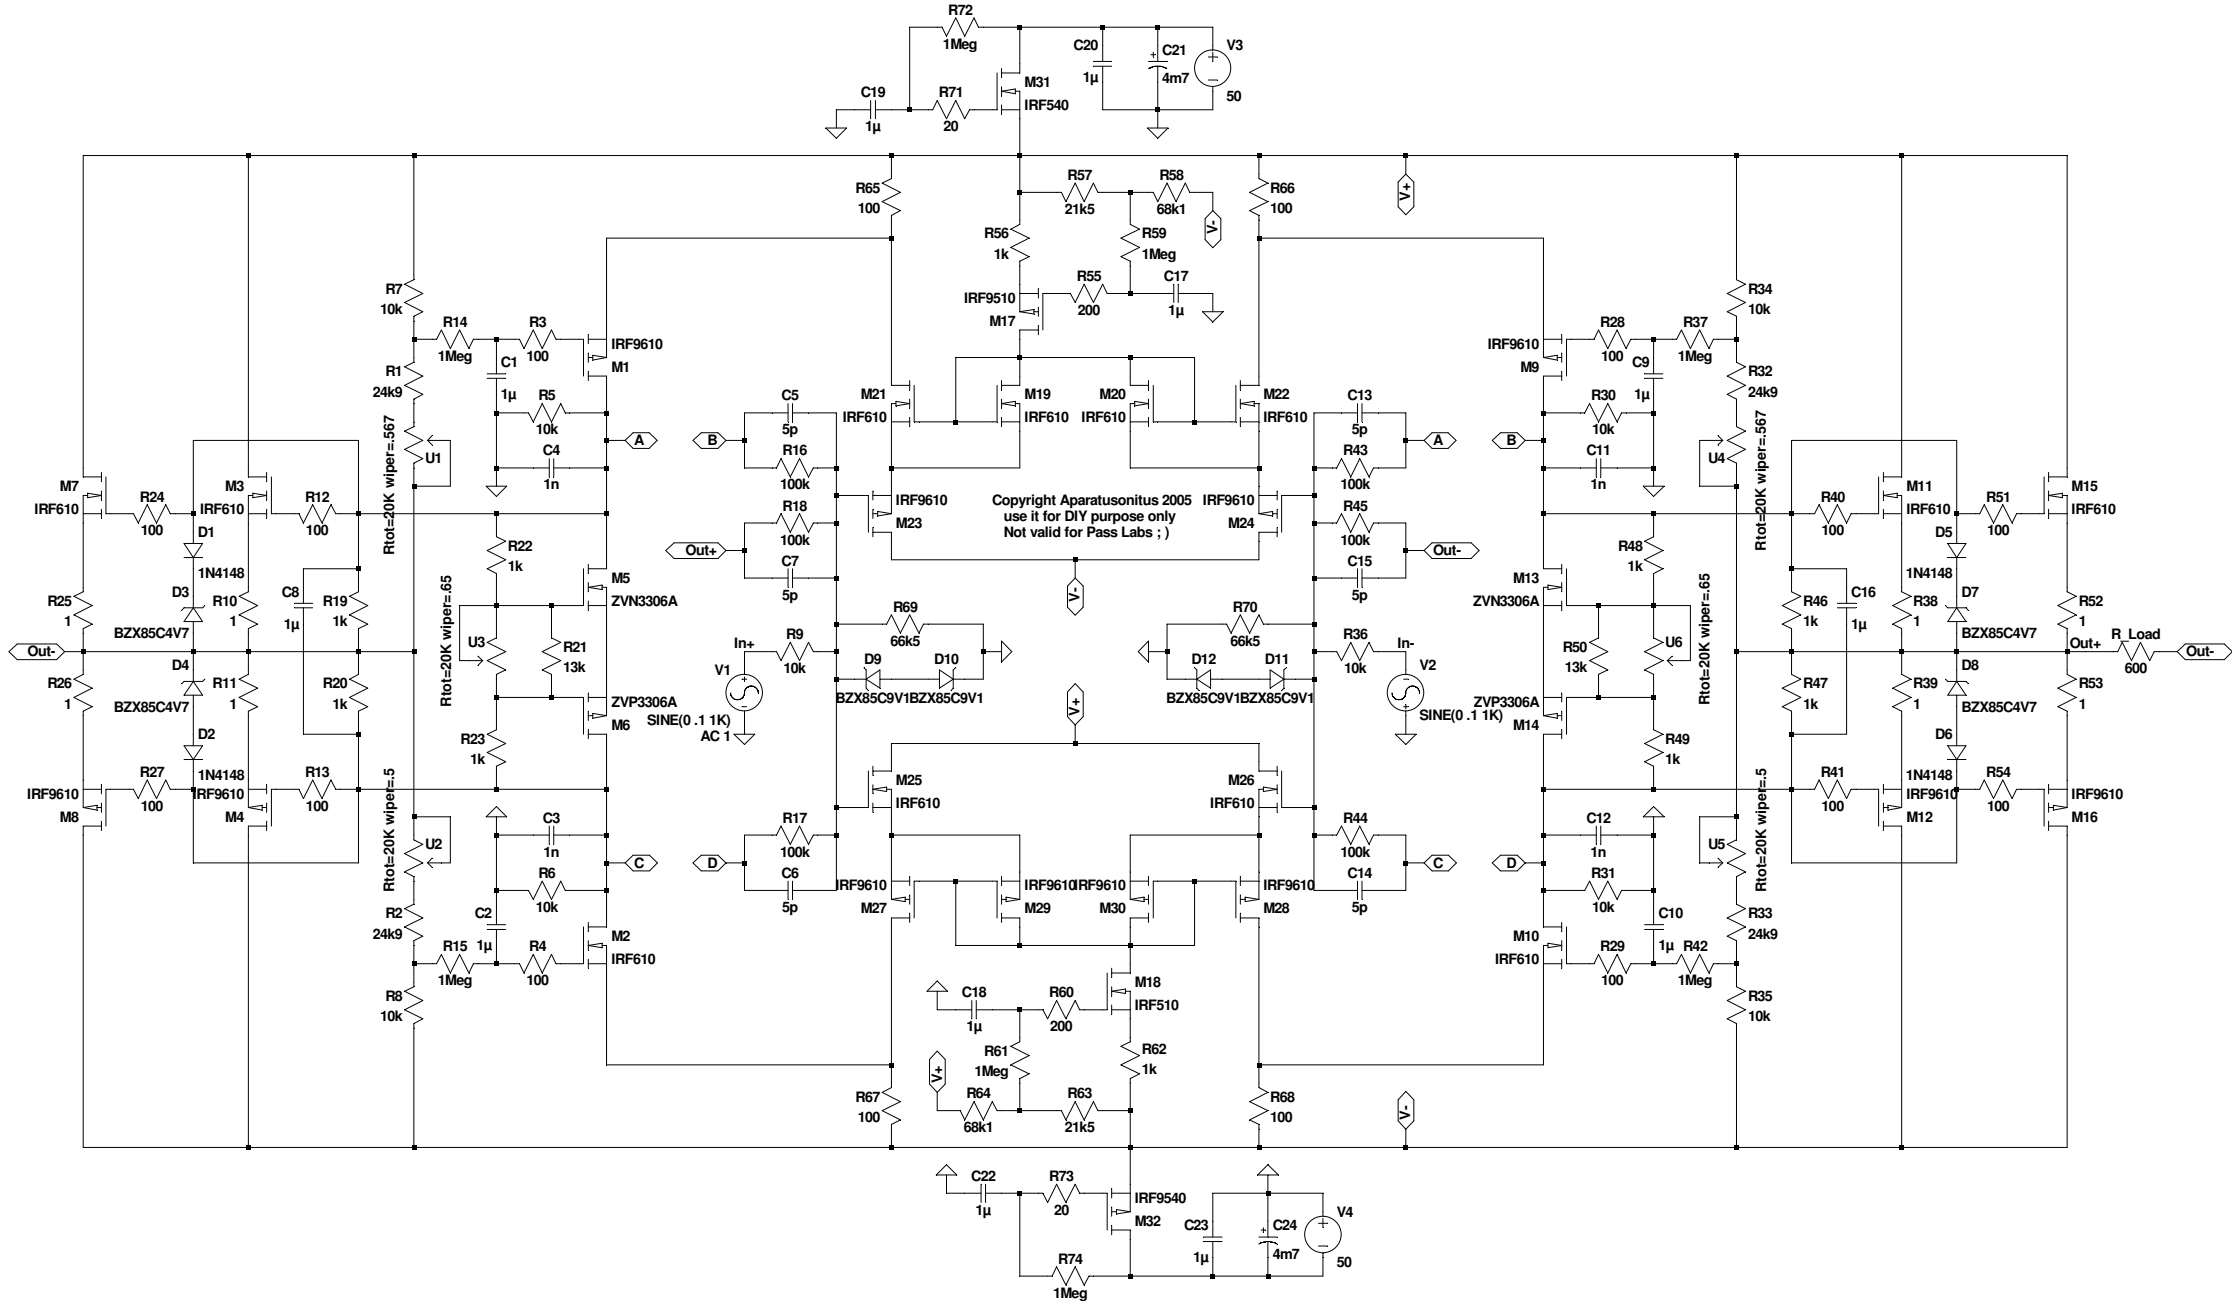 R72
1Meg
C20
1µ
C21
4m7
V3
50
M31
IRF540
C19
1µ
R71
20
R65
100
R57
21k5
R58
68k1
V-
R66
100
V+
R56
1k
R59
1Meg
R55
200
C17
1µ
IRF9510
M17
R7
10k
R14
1Meg
R3
100
IRF9610
M1
C1
1µ
R1
24k9
R5
10k
Rtot=20K wiper=.567
U1
C4
1n
A
R34
10k
IRF9610
M9
R28
100
R37
1Meg
C9
1µ
R32
24k9
R30
10k
Rtot=20K wiper=.567
U4
C11
1n
B
M21
IRF610
M19
IRF610
M20
IRF610
M22
IRF610
B
C5
5p
R16
100k
C13
5p
R43
100k
A
M7
IRF610
R24
100
M3
IRF610
R12
100
IRF9610
M23
IRF9610
M24
Copyright Aparatusonitus 2005
use it for DIY purpose only
Not valid for Pass Labs ; )
R18
100k
Out+
C7
5p
R45
100k
Out-
C15
5p
V-
R40
100
M11
IRF610
R51
100
M15
IRF610
D1
1N4148
D3
BZX85C4V7
R25
1
R10
1
C8
1µ
R19
1k
R22
1k
M5
ZVN3306A
Rtot=20K wiper=.65
U3
R21
13k
R48
1k
M13
ZVN3306A
R50
13k
U6
Rtot=20K wiper=.65
D5
1N4148
D7
BZX85C4V7
R46
1k
C16
1µ
R38
1
R52
1
Out-
D4
BZX85C4V7
R26
1
R11
1
R20
1k
D2
1N4148
ZVP3306A
M6
R23
1k
In+
R9
10k
V1
SINE(0 .1 1K)
AC 1
R69
66k5
D9
BZX85C9V1
D10
BZX85C9V1
R70
66k5
D12
BZX85C9V1
D11
BZX85C9V1
R36
10k
In-
V2
SINE(0 .1 1K)
V+
ZVP3306A
M14
R49
1k
R47
1k
R39
1
D8
BZX85C4V7
D6
1N4148
R53
1
Out+
R_Load
600
Out-
IRF9610
M8
R27
100
IRF9610
M4
R13
100
Rtot=20K wiper=.5
U2
C3
1n
C
R6
10k
R2
24k9
C2
1µ
R15
1Meg
R4
100
M2
IRF610
R8
10k
M25
IRF610
M26
IRF610
D
R17
100k
C6
5p
R44
100k
C14
5p
C
IRF9610
M27
IRF9610
M29
IRF9610
M30
IRF9610
M28
D
C12
1n
R31
10k
C10
1µ
M10
IRF610
R29
100
R42
1Meg
R33
24k9
R35
10k
Rtot=20K wiper=.5
U5
R41
100
IRF9610
M12
R54
100
IRF9610
M16
M18
IRF510
C18
1µ
R60
200
R61
1Meg
R62
1k
V+
R64
68k1
R63
21k5
R67
100
R68
100
V-
C22
1µ
R73
20
IRF9540
M32
R74
1Meg
C23
1µ
C24
4m7
V4
50